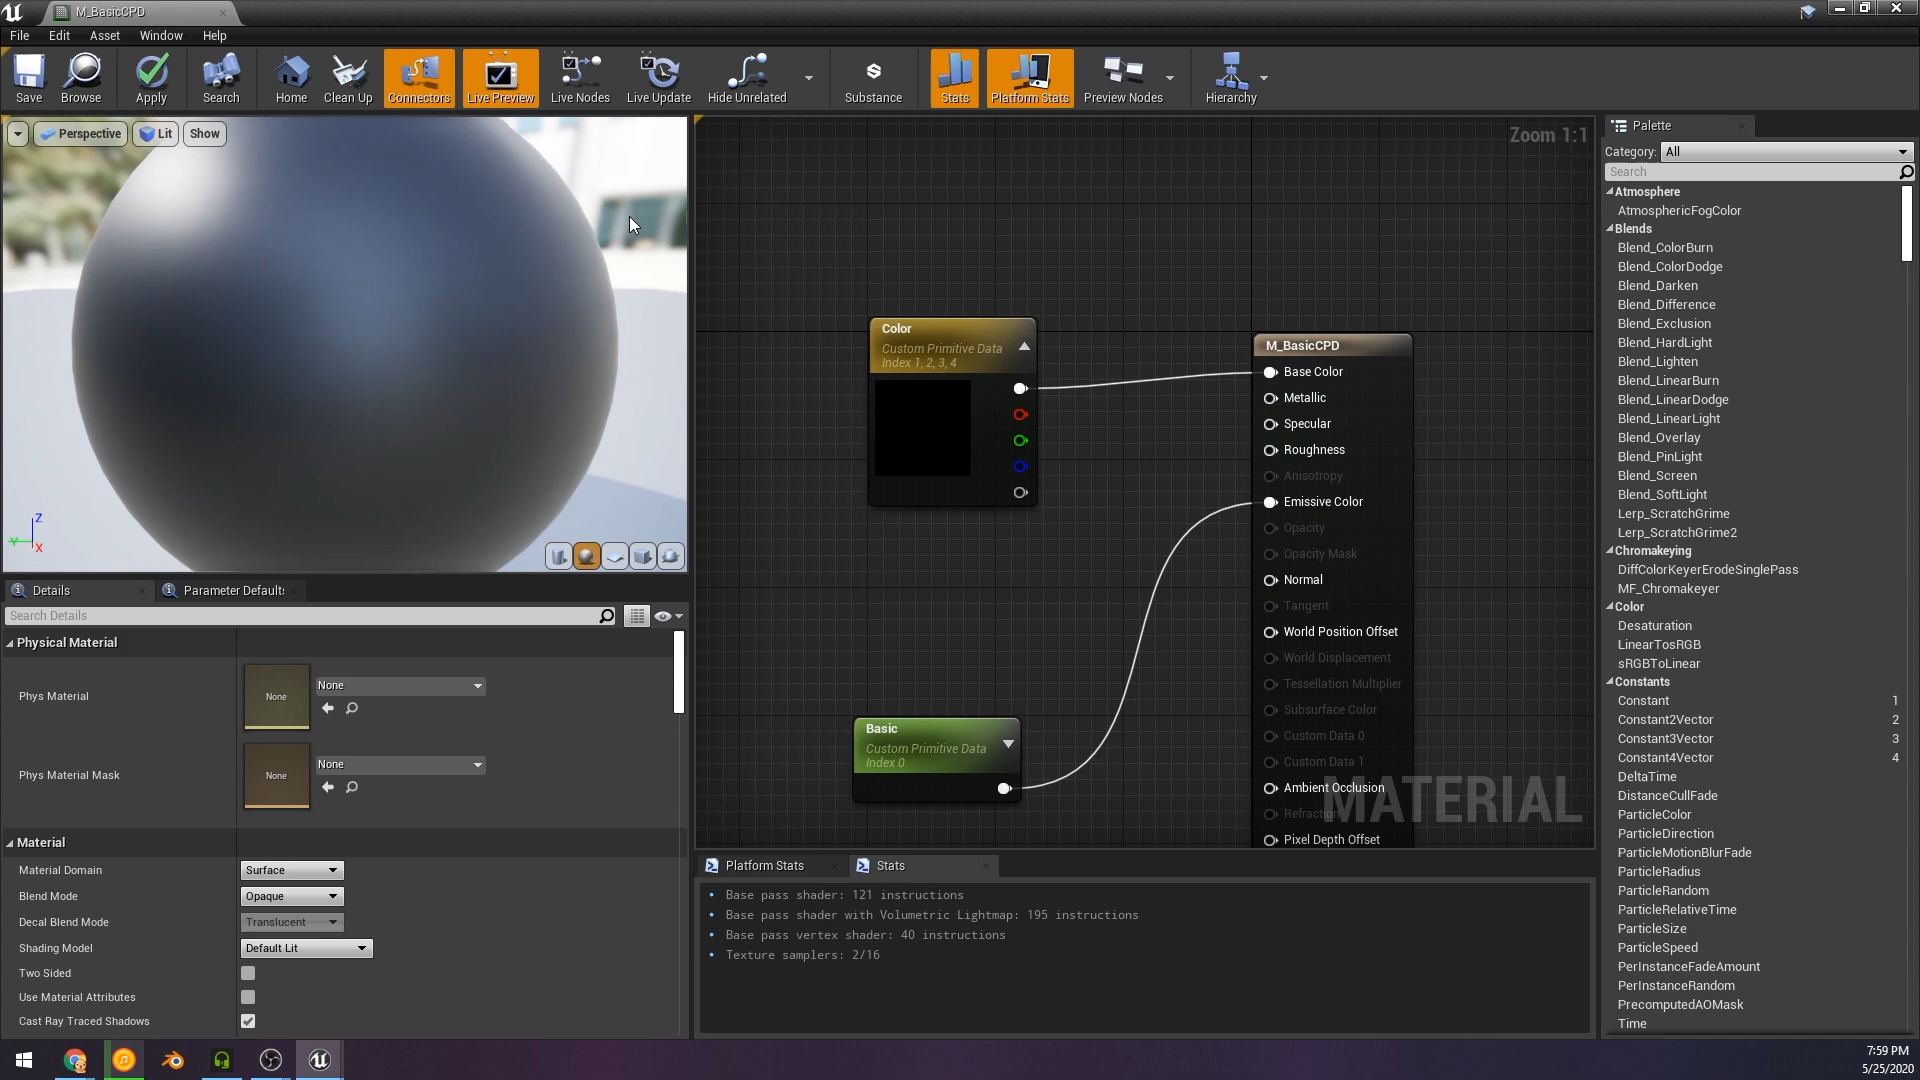 M_BasicCPD
File
Edit
Asset
Window
Help
Save
Browse
Apply
Search
Home
Clean Up
Connectors
Live Preview
Live Nodes
Live Update
Hide Unrelated
Substance
Stats
Platform Stats
Preview Nodes
Hierarchy
Perspective
Lit
Show
Z
Y
X
Details
Parameter Default
Search Details
Physical Material
Phys Material
None
None
Phys Material Mask
None
None
Material
Material Domain
Surface
Blend Mode
Opaque
Decal Blend Mode
Translucent
Shading Model
Default Lit
Two Sided
Use Material Attributes
Cast Ray Traced Shadows
Zoom 1:1
Color
Custom Primitive Data
Index 1, 2, 3, 4
Basic
Custom Primitive Data
Index 0
M_BasicCPD
Base Color
Metallic
Specular
Roughness
Anisotropy
Emissive Color
Opacity
Opacity Mask
Normal
Tangent
World Position Offset
World Displacement
Tessellation Multiplier
Subsurface Color
Custom Data 0
Custom Data 1
Ambient Occlusion
Refraction
Pixel Depth Offset
MATERIAL
Platform Stats
Stats
Base pass shader: 121 instructions
Base pass shader with Volumetric Lightmap: 195 instructions
Base pass vertex shader: 40 instructions
Texture samplers: 2/16
Palette
Category:
All
Search
Atmosphere
AtmosphericFogColor
Blends
Blend_ColorBurn
Blend_ColorDodge
Blend_Darken
Blend_Difference
Blend_Exclusion
Blend_HardLight
Blend_Lighten
Blend_LinearBurn
Blend_LinearDodge
Blend_LinearLight
Blend_Overlay
Blend_PinLight
Blend_Screen
Blend_SoftLight
Lerp_ScratchGrime
Lerp_ScratchGrime2
Chromakeying
DiffColorKeyerErodeSinglePass
MF_Chromakeyer
Color
Desaturation
LinearTosRGB
sRGBToLinear
Constants
Constant 1
Constant2Vector 2
Constant3Vector 3
Constant4Vector 4
DeltaTime
DistanceCullFade
ParticleColor
ParticleDirection
ParticleMotionBlurFade
ParticleRadius
ParticleRandom
ParticleRelativeTime
ParticleSize
ParticleSpeed
PerInstanceFadeAmount
PerInstanceRandom
PrecomputedAOMask
Time
7:59 PM
5/25/2020